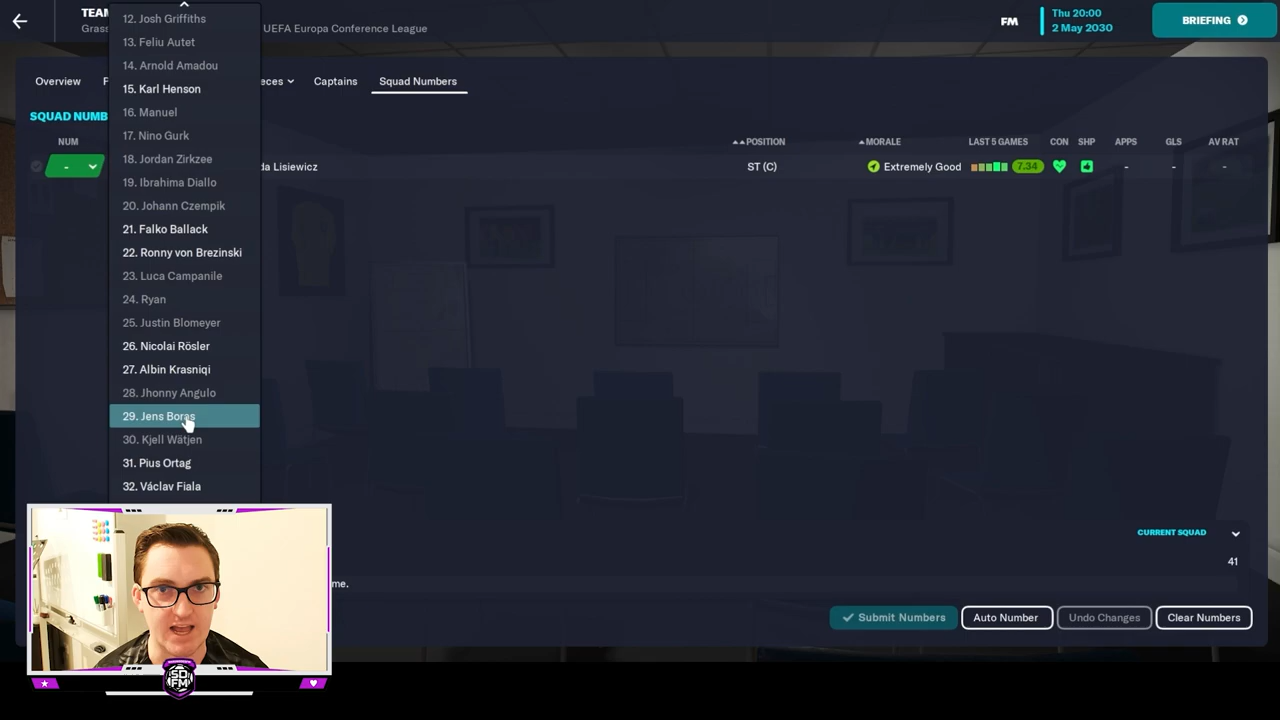 TEAM
Grass
UEFA Europa Conference League
FM
Thu 20:00
2 May 2030
BRIEFING
Overview
P
eces
Captains
Squad Numbers
SQUAD NUMB
NUM
POSITION
MORALE
LAST 5 GAMES
CON
SHP
APPS
GLS
AV RAT
-
da Lisiewicz
ST (C)
Extremely Good
7.34
-
-
-
12. Josh Griffiths
13. Feliu Autet
14. Arnold Amadou
15. Karl Henson
16. Manuel
17. Nino Gurk
18. Jordan Zirkzee
19. Ibrahima Diallo
20. Johann Czempik
21. Falko Ballack
22. Ronny von Brezinski
23. Luca Campanile
24. Ryan
25. Justin Blomeyer
26. Nicolai Rösler
27. Albin Krasniqi
28. Jhonny Angulo
29. Jens Boras
30. Kjell Wätjen
31. Pius Ortag
32. Václav Fiala
CURRENT SQUAD
41
me.
Submit Numbers
Auto Number
Undo Changes
Clear Numbers
SD
FM